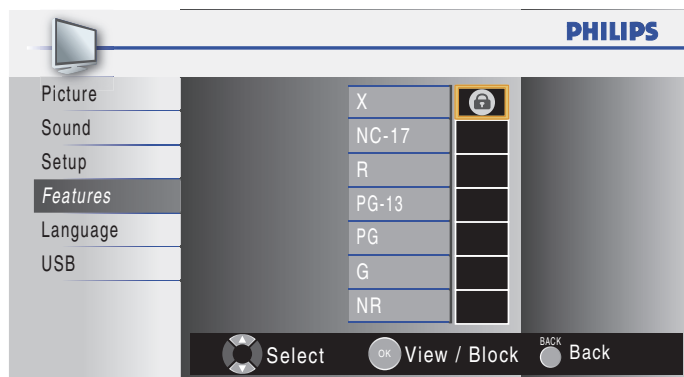 PHILIPS
Picture
Sound
Setup
Features
Language
USB
X
NC-17
R
PG-13
PG
G
NR
Select
OK View / Block
BACK Back